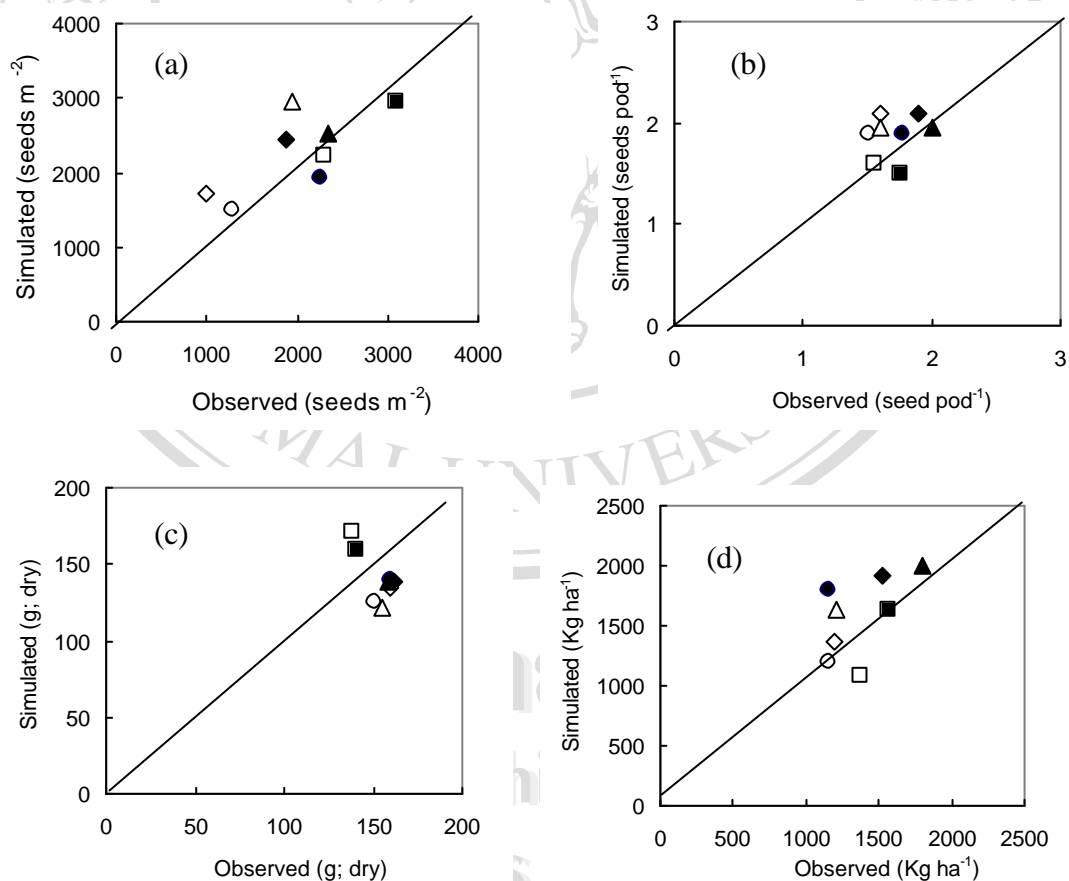 (a)
4000
3000
2000
1000
0
Simulated (seeds m⁻²)
0 1000 2000 3000 4000
Observed (seeds m⁻²)
(b)
3
2
1
0
Simulated (seeds pod⁻¹)
0 1 2 3
Observed (seed pod⁻¹)
(c)
200
150
100
50
0
Simulated (g; dry)
0 50 100 150 200
Observed (g; dry)
(d)
2500
2000
1500
1000
500
0
Simulated (Kg ha⁻¹)
0 500 1000 1500 2000 2500
Observed (Kg ha⁻¹)